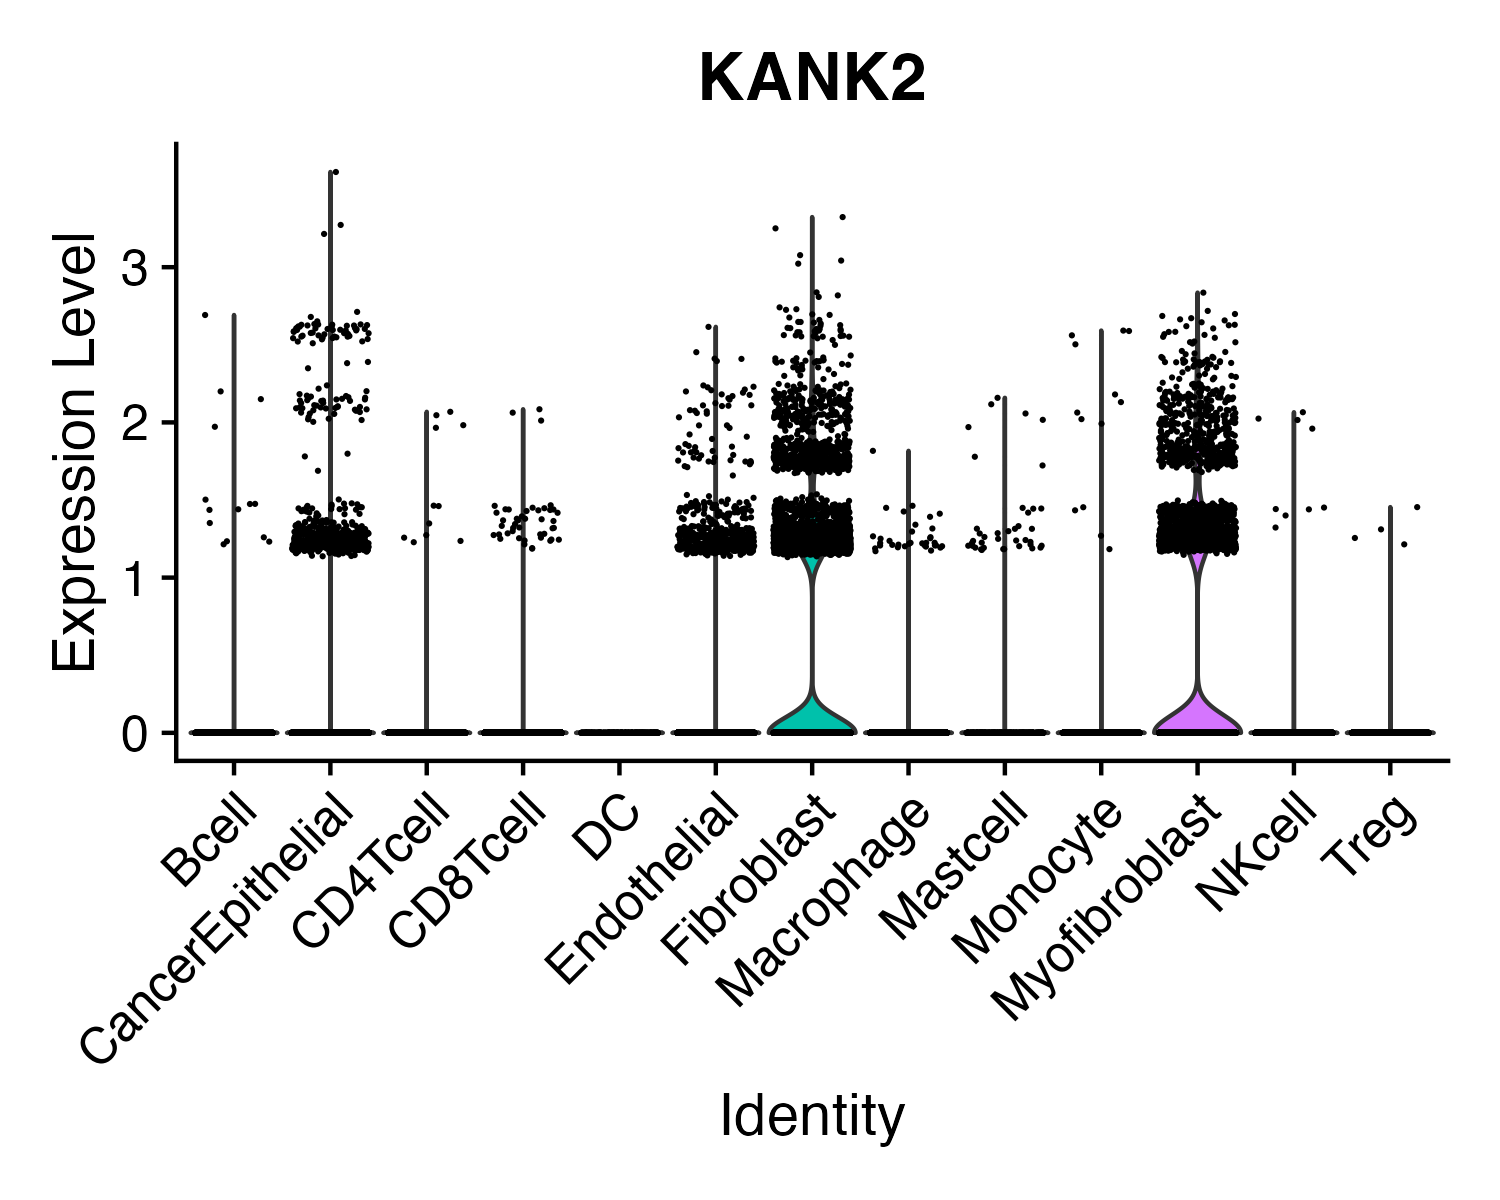 KANK2
Expression Level
3
2
1
0
Bcell
CancerEpithelial
CD4Tcell
CD8Tcell
DC
Endothelial
Fibroblast
Macrophage
Mastcell
Monocyte
Myofibroblast
NKcell
Treg
Identity